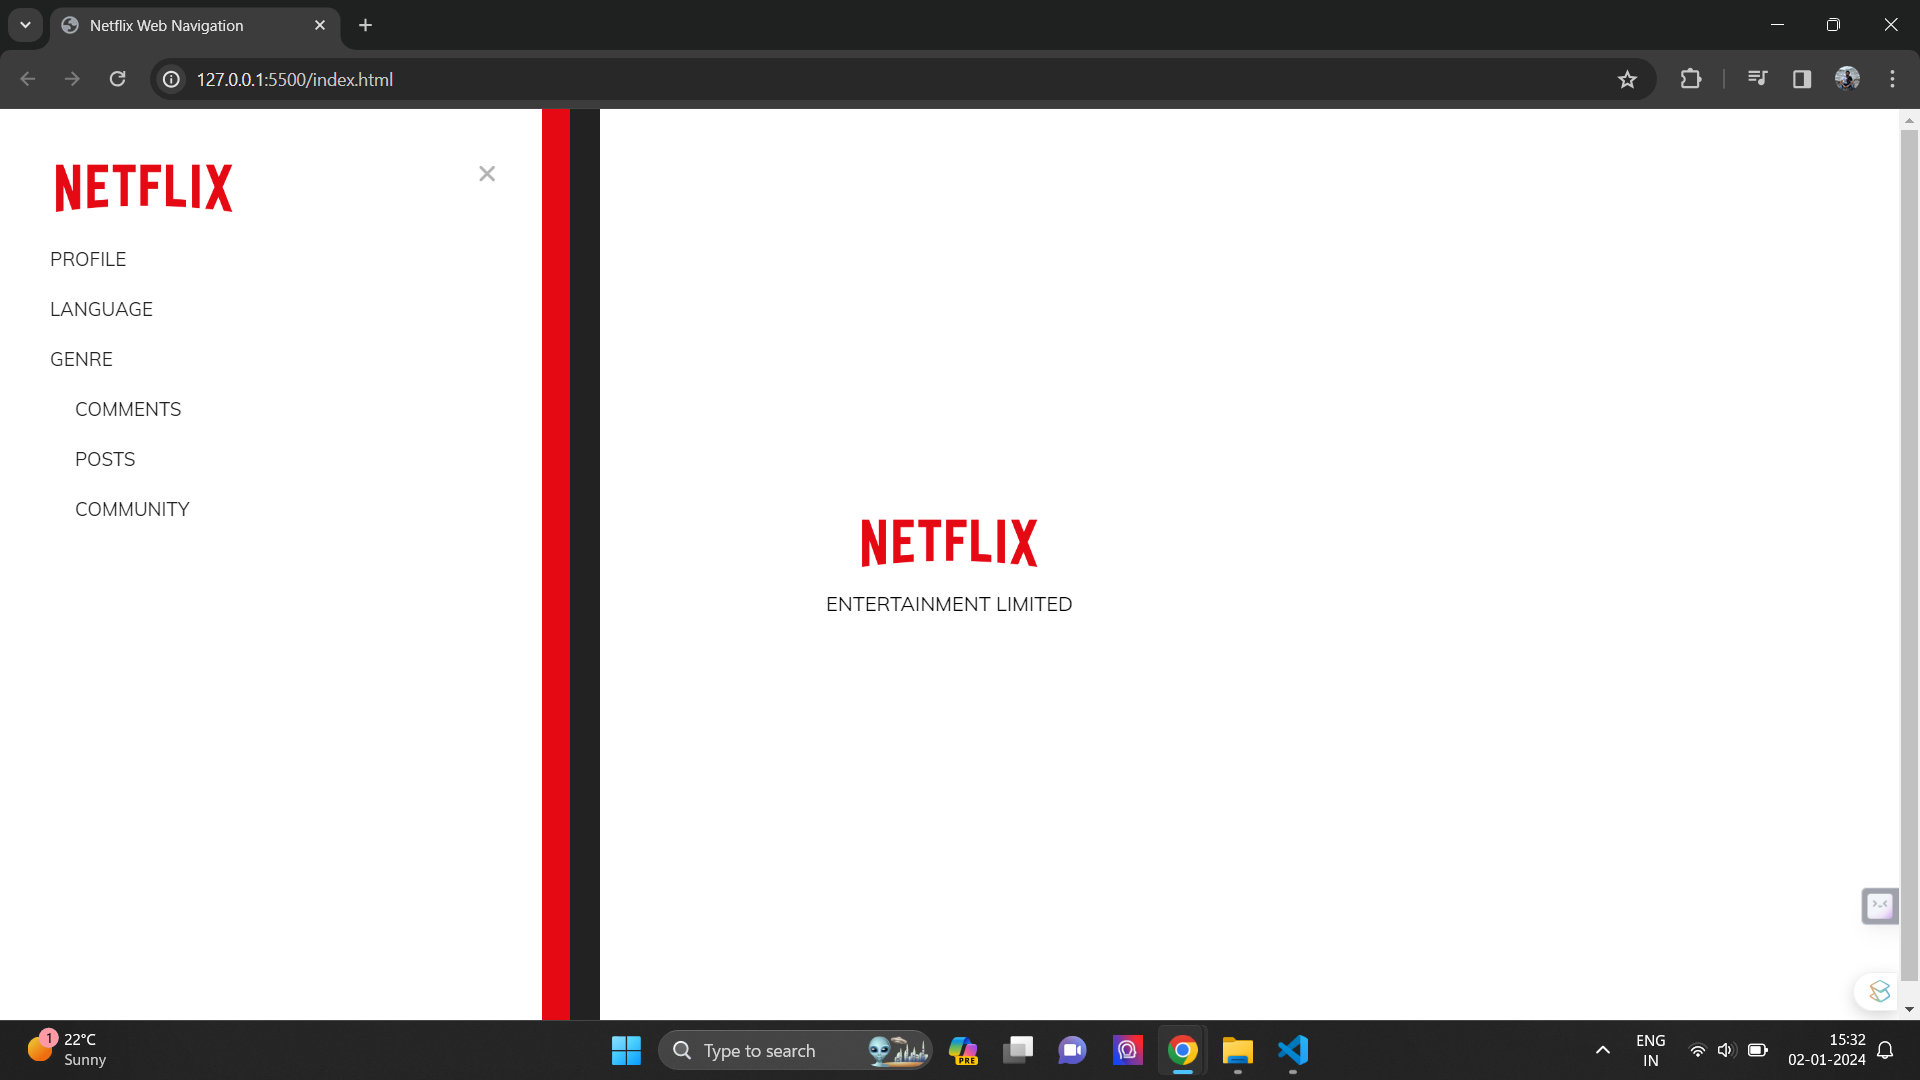 Netflix Web Navigation
127.0.0.1:5500/index.html
NETFLIX
PROFILE
LANGUAGE
GENRE
COMMENTS
POSTS
COMMUNITY
NETFLIX
ENTERTAINMENT LIMITED
1
22°C
Sunny
Type to search
PRE
ENG
IN
15:32
02-01-2024